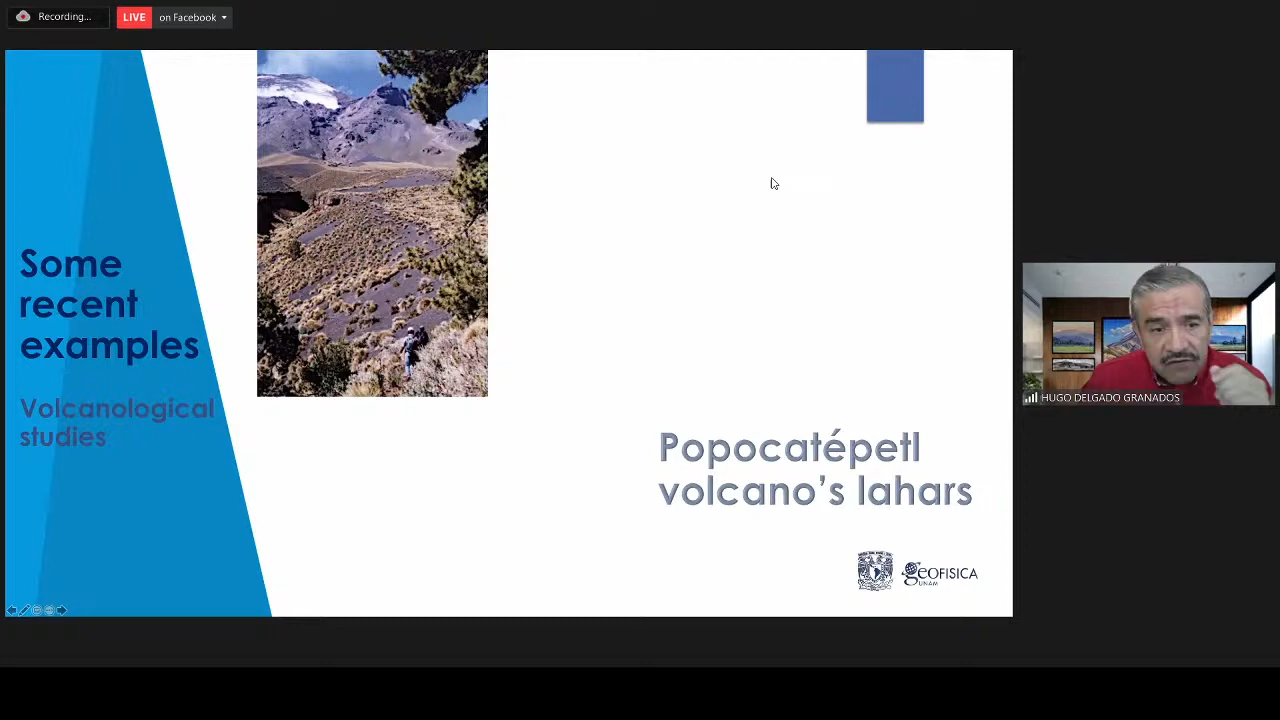 Recording...
LIVE on Facebook
Some
recent
examples
Volcanological
studies
Popocatépetl
volcano’s lahars
GEOFISICA
UNAM
HUGO DELGADO GRANADOS